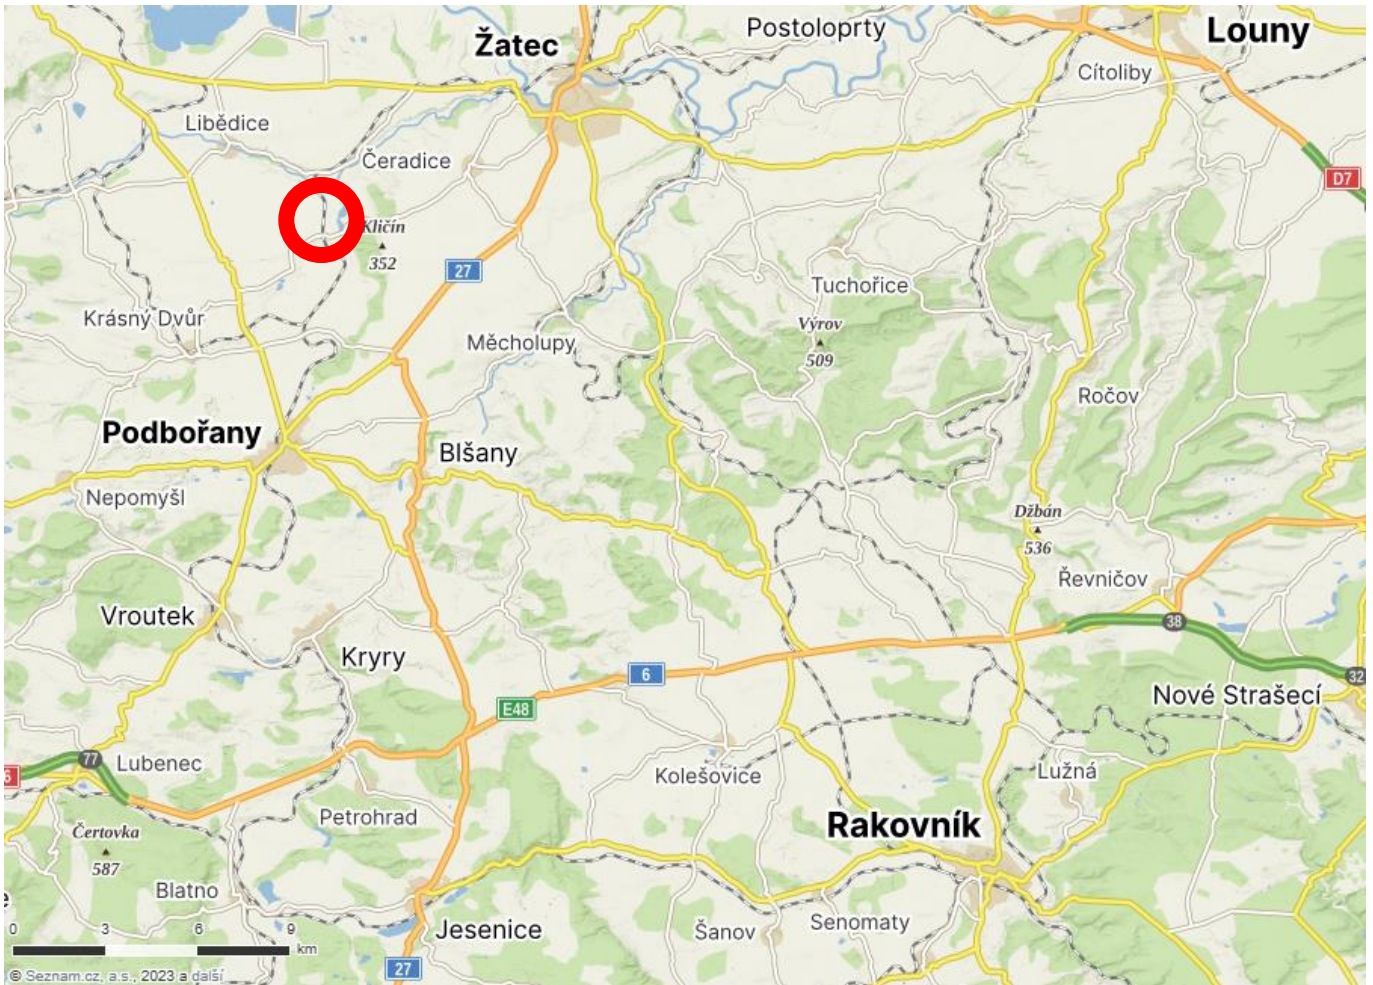 Žatec
Postoloprty
Louny
Cítoliby
Libědice
Čeradice
D7
Kličín
352
27
Tuchořice
Krásný Dvůr
Výrov
509
Měcholupy
Ročov
Podbořany
Blšany
Nepomyšl
Džbán
536
Řevničov
Vroutek
38
Kryry
6
32
E48
Nové Strašecí
77
Lubenec
6
Kolešovice
Lužná
Petrohrad
Čertovka
587
Rakovník
Blatno
e
Jesenice
Šanov
Senomaty
0 3 6 9
km
27
© Seznam.cz, a.s., 2023 a další